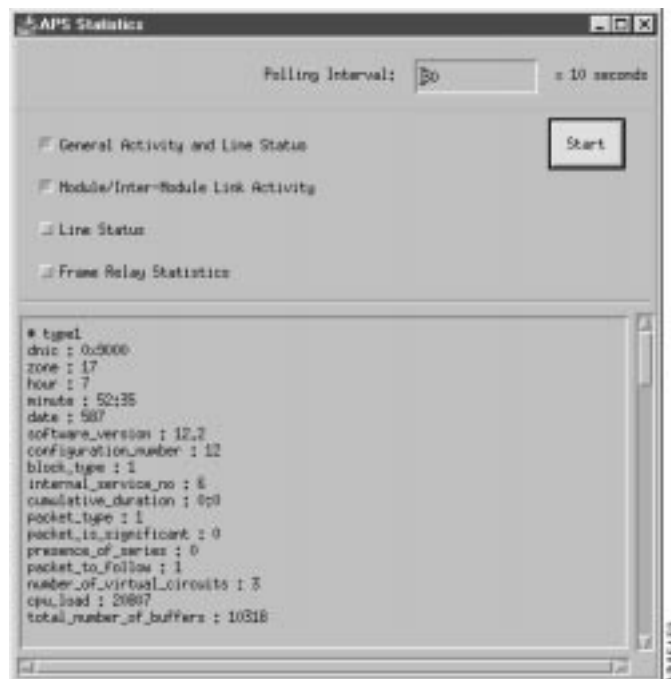 APS Statistics
Polling Interval:
30
x 10 seconds
General Activity and Line Status
Start
Module/Inter-Module Link Activity
Line Status
Frame Relay Statistics
* type1
dnic : 0x9000
zone : 17
hour : 7
minute : 52:35
date : 587
software_version : 12.2
configuration_number : 12
block_type : 1
internal_service_no : 6
cumulative_duration : 0:0
packet_type : 1
packet_is_significant : 0
presence_of_series : 0
packet_to_follow : 1
number_of_virtual_circuits : 3
cpu_load : 20807
total_number_of_buffers : 10318